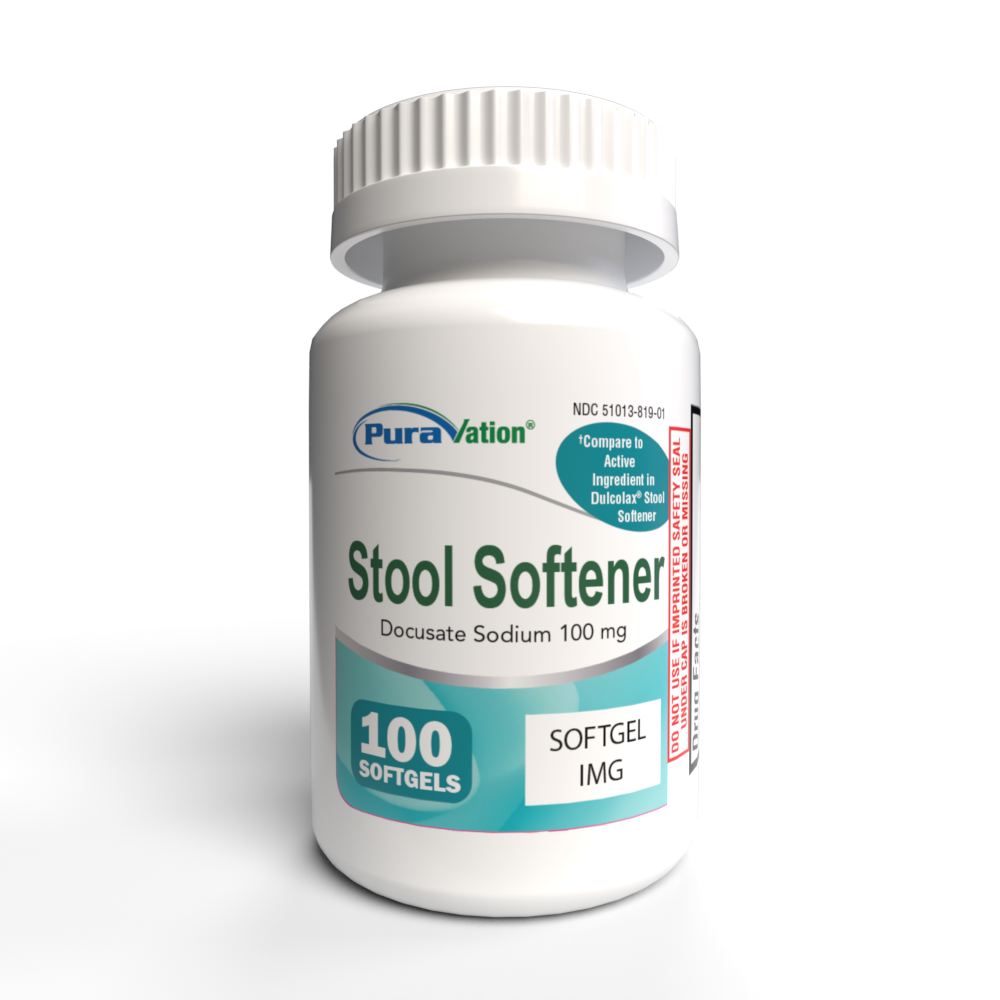 NDC 51013-819-01
PuraVation®
†Compare to
Active
Ingredient in
Dulcolax® Stool
Softener
Stool Softener
Docusate Sodium 100 mg
100
SOFTGELS
SOFTGEL
IMG
DO NOT USE IF IMPRINTED SAFETY SEAL
UNDER CAP IS BROKEN OR MISSING
Drug Facts